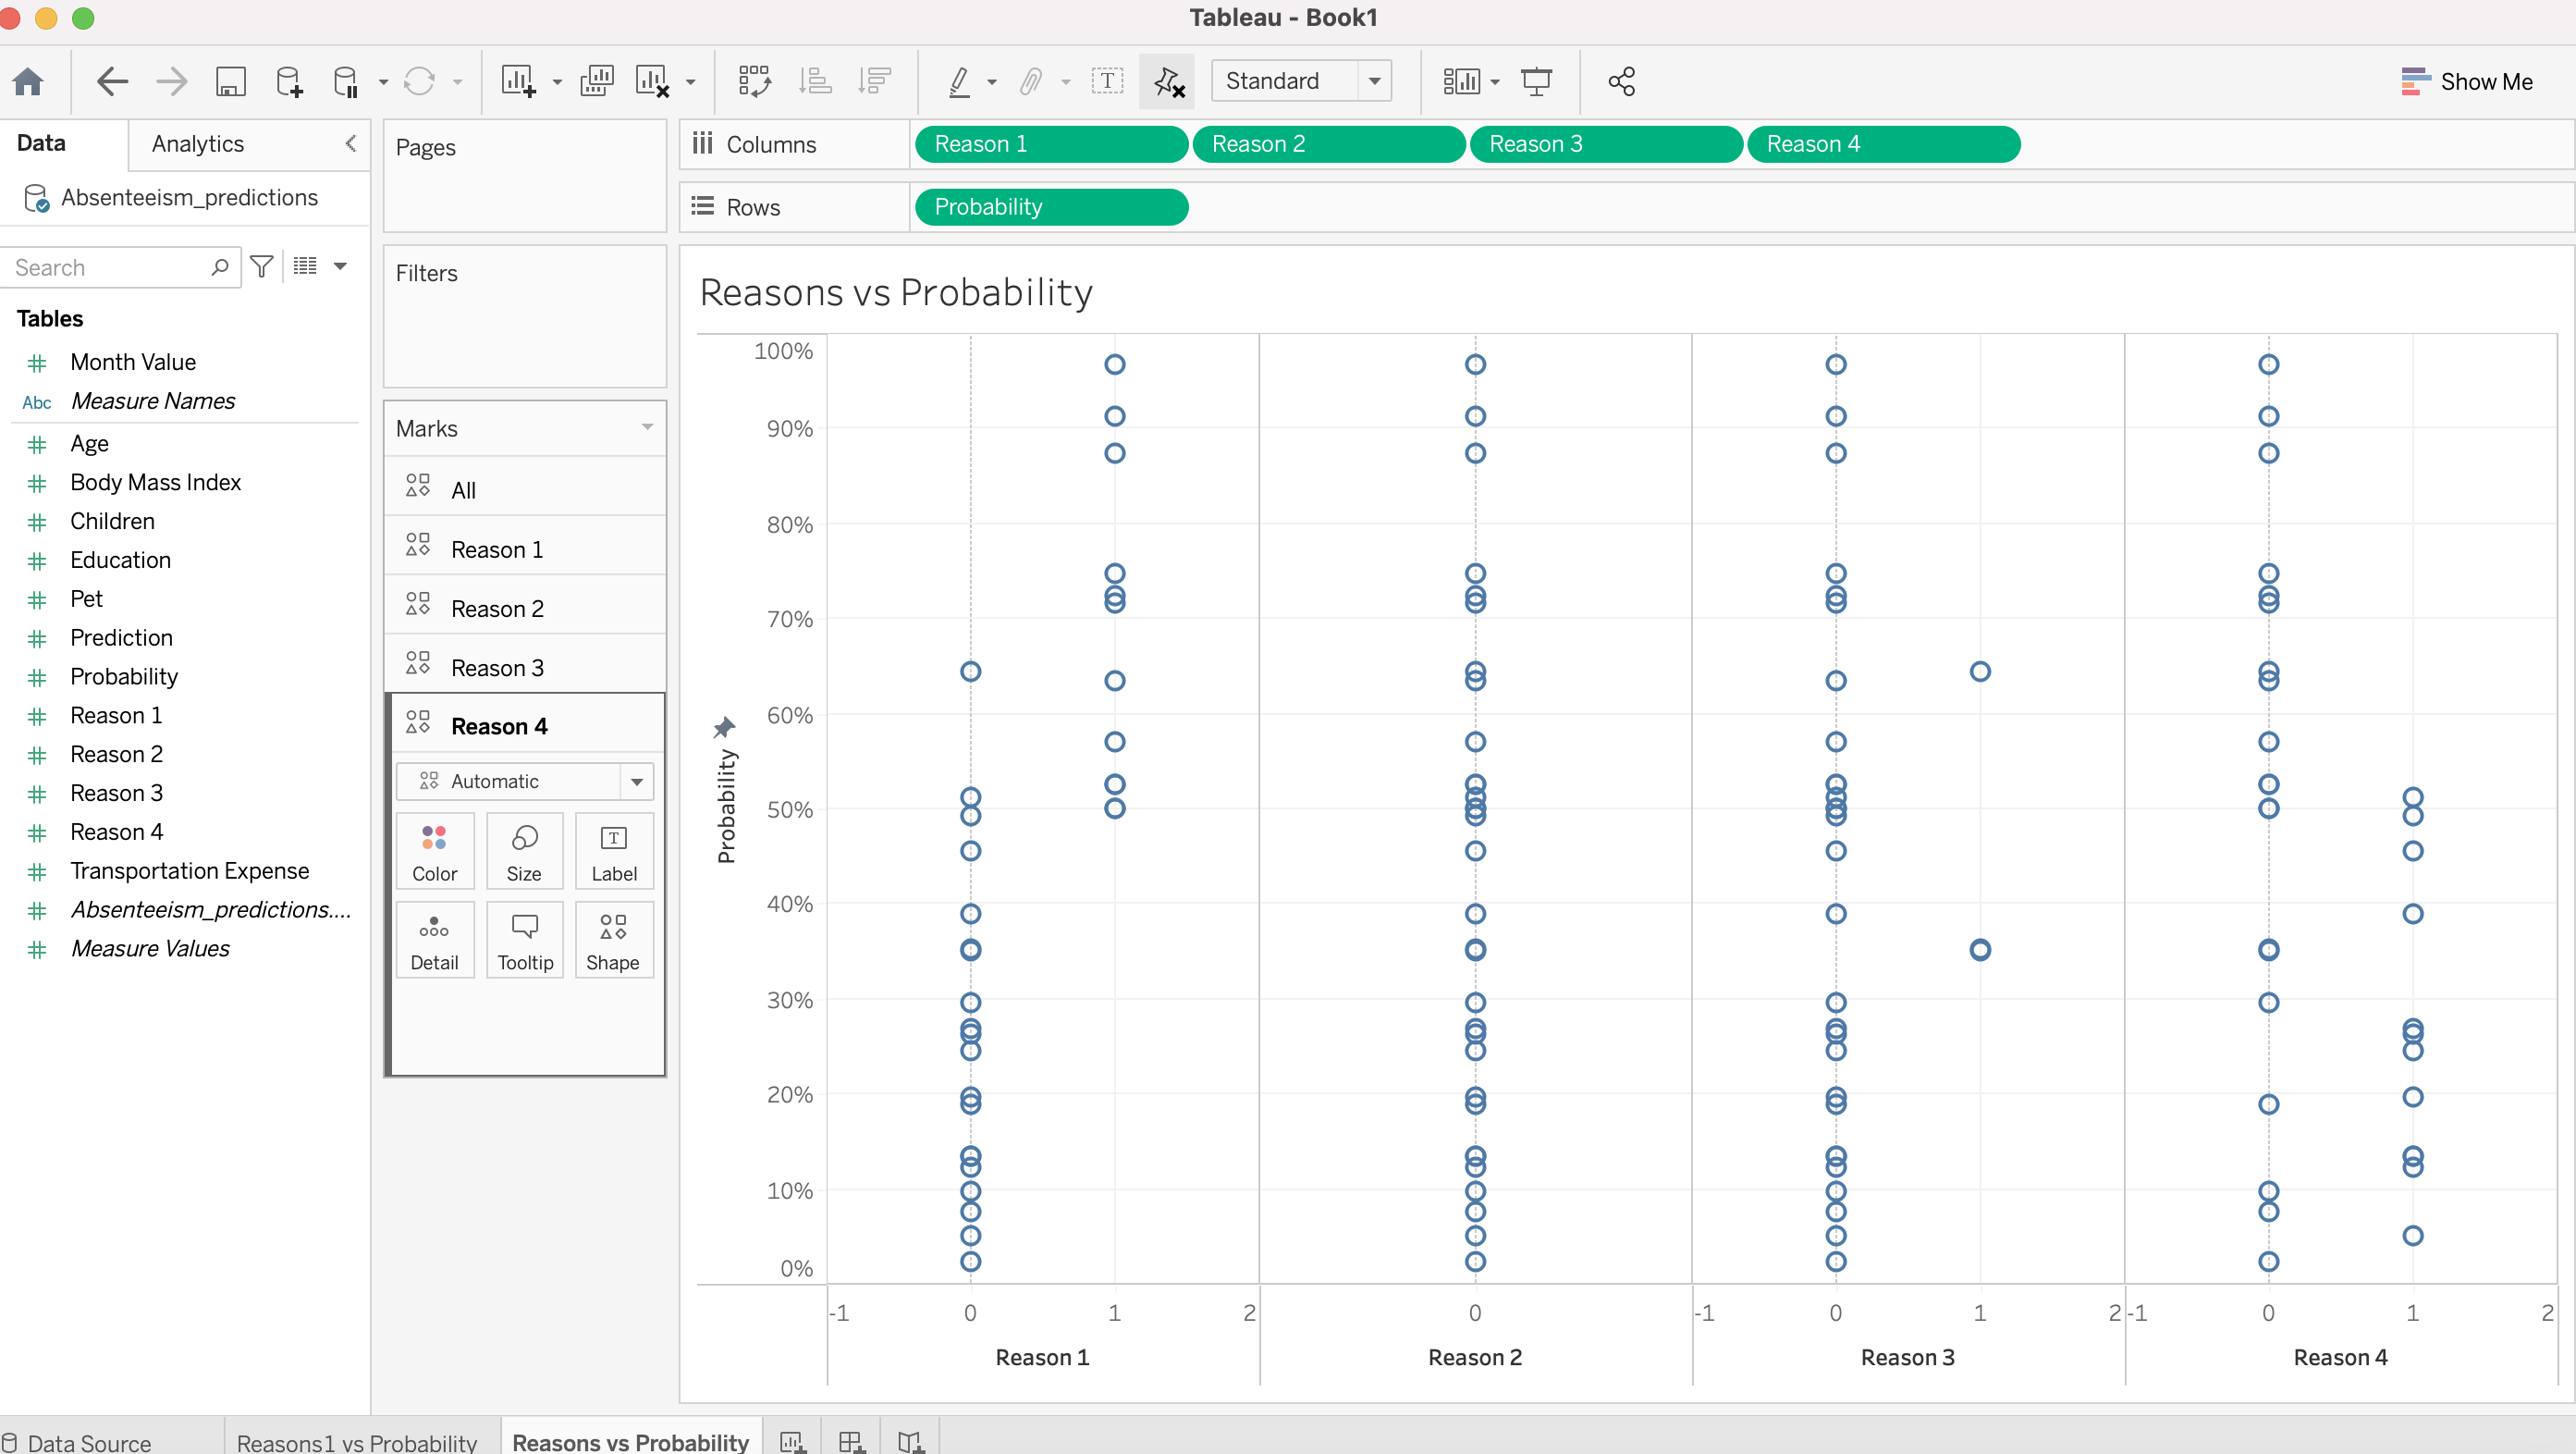 Tableau - Book1
Standard
Show Me
Data
Analytics
Pages
Columns
Reason 1
Reason 2
Reason 3
Reason 4
Absenteeism_predictions
Rows
Probability
Search
Filters
Reasons vs Probability
Tables
Month Value
Abc Measure Names
Age
Body Mass Index
Children
Education
Pet
Prediction
Probability
Reason 1
Reason 2
Reason 3
Reason 4
Transportation Expense
Absenteeism_predictions....
Measure Values
Marks
All
Reason 1
Reason 2
Reason 3
Reason 4
Automatic
Color
Size
T
Label
Detail
Tooltip
Shape
Probability
100%
90%
80%
70%
60%
50%
40%
30%
20%
10%
0%
-1 0 1 2
0
-1 0 1 2
-1 0 1 2
Reason 1
Reason 2
Reason 3
Reason 4
Data Source
Reasons1 vs Probability
Reasons vs Probability